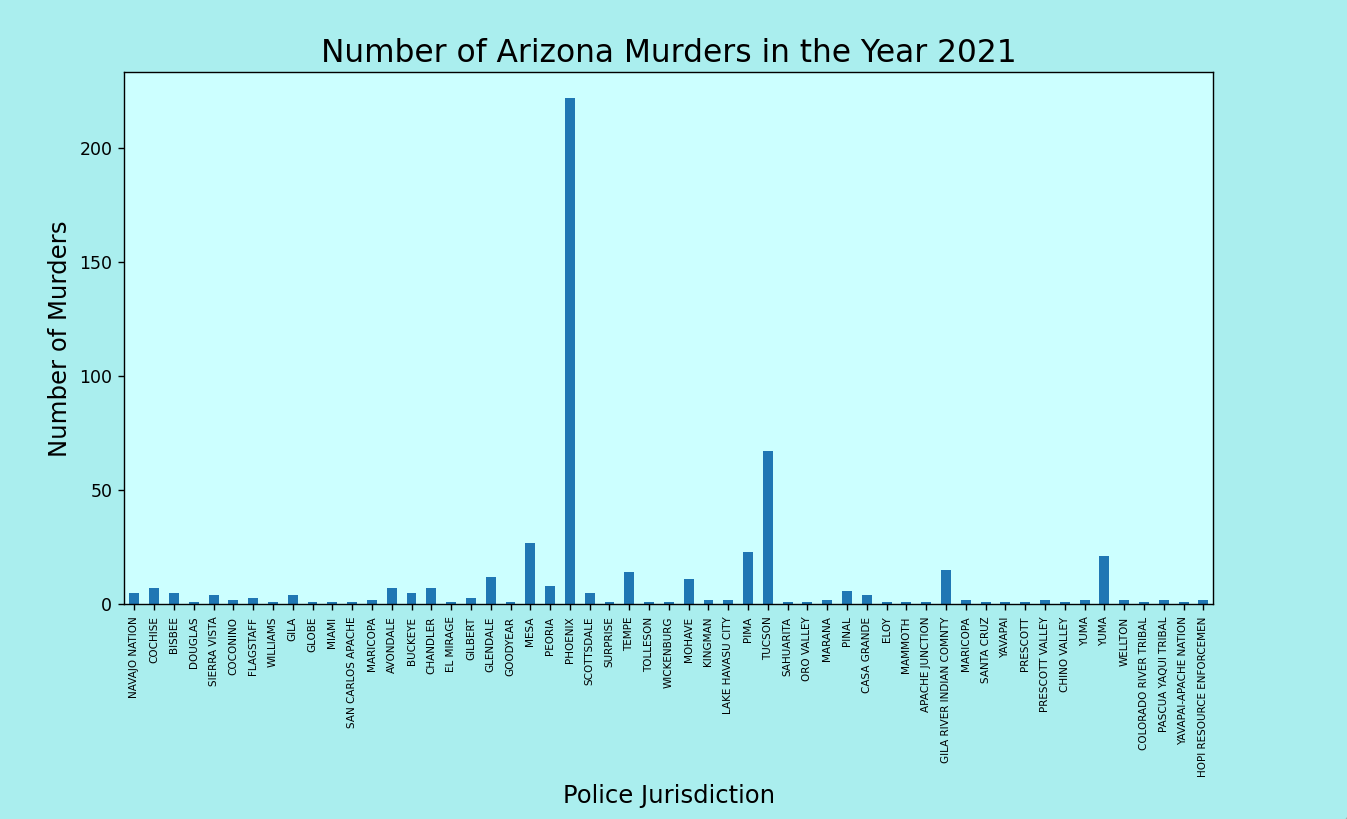 Number of Arizona Murders in the Year 2021
Number of Murders
200
150
100
50
0
NAVAJO NATION
COCHISE
BISBEE
DOUGLAS
SIERRA VISTA
COCONINO
FLAGSTAFF
WILLIAMS
GILA
GLOBE
MIAMI
SAN CARLOS APACHE
MARICOPA
AVONDALE
BUCKEYE
CHANDLER
EL MIRAGE
GILBERT
GLENDALE
GOODYEAR
MESA
PEORIA
PHOENIX
SCOTTSDALE
SURPRISE
TEMPE
TOLLESON
WICKENBURG
MOHAVE
KINGMAN
LAKE HAVASU CITY
PIMA
TUCSON
SAHUARITA
ORO VALLEY
MARANA
PINAL
CASA GRANDE
ELOY
MAMMOTH
APACHE JUNCTION
GILA RIVER INDIAN COMNTY
MARICOPA
SANTA CRUZ
YAVAPAI
PRESCOTT
PRESCOTT VALLEY
CHINO VALLEY
YUMA
YUMA
WELLTON
COLORADO RIVER TRIBAL
PASCUA YAQUI TRIBAL
YAVAPAI-APACHE NATION
HOPI RESOURCE ENFORCEMEN
Police Jurisdiction